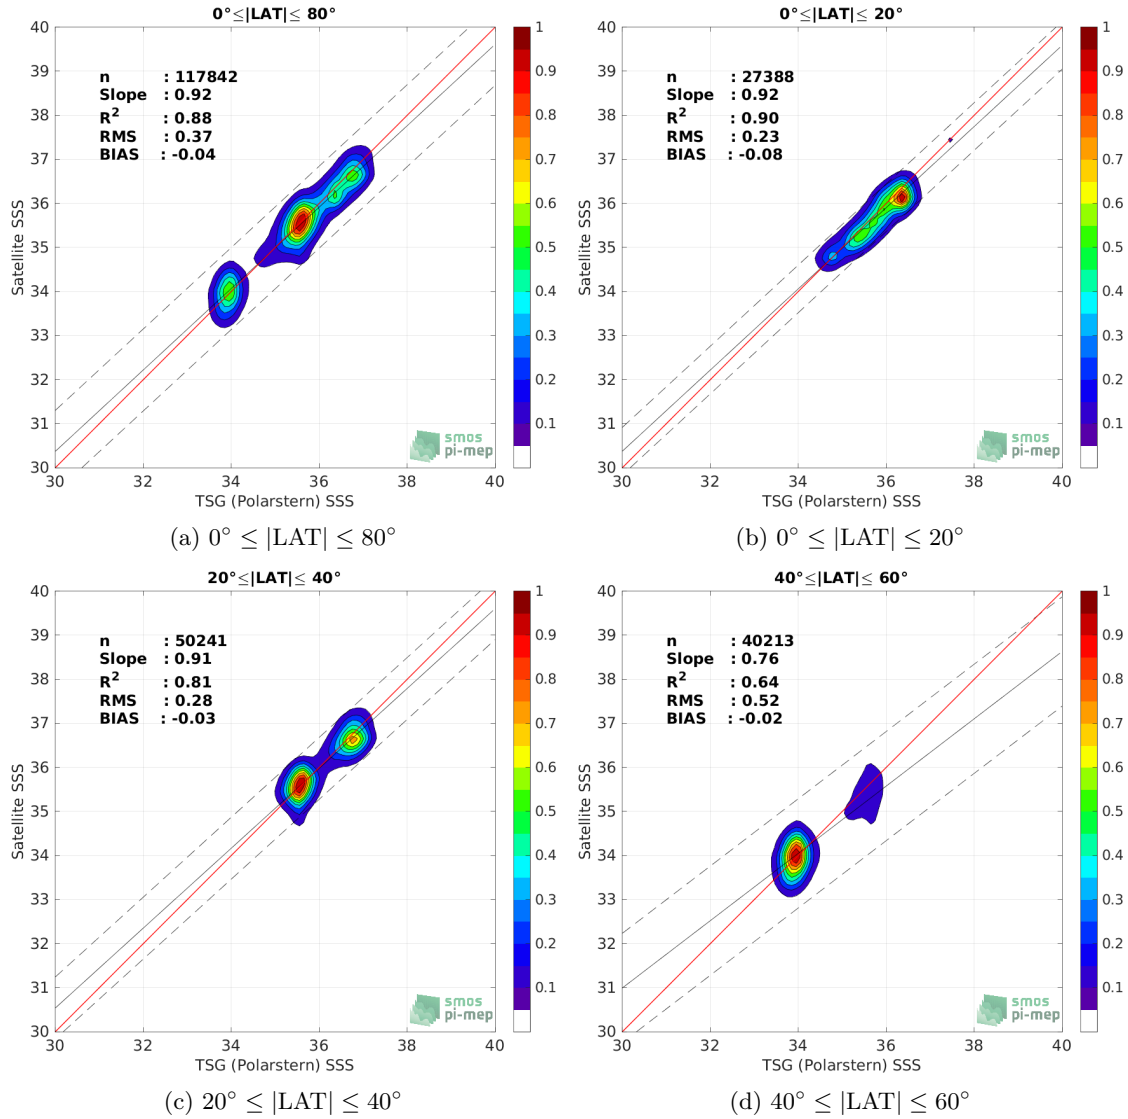 0°≤|LAT|≤ 80°
n : 117842
Slope : 0.92
R² : 0.88
RMS : 0.37
BIAS : -0.04
40
39
38
37
36
35
34
33
32
31
30
Satellite SSS
30 32 34 36 38 40
TSG (Polarstern) SSS
1
0.9
0.8
0.7
0.6
0.5
0.4
0.3
0.2
0.1
smos
pi-mep
(a) 0° ≤ |LAT| ≤ 80°
0°≤|LAT|≤ 20°
n : 27388
Slope : 0.92
R² : 0.90
RMS : 0.23
BIAS : -0.08
40
39
38
37
36
35
34
33
32
31
30
Satellite SSS
30 32 34 36 38 40
TSG (Polarstern) SSS
1
0.9
0.8
0.7
0.6
0.5
0.4
0.3
0.2
0.1
smos
pi-mep
(b) 0° ≤ |LAT| ≤ 20°
20°≤|LAT|≤ 40°
n : 50241
Slope : 0.91
R² : 0.81
RMS : 0.28
BIAS : -0.03
40
39
38
37
36
35
34
33
32
31
30
Satellite SSS
30 32 34 36 38 40
TSG (Polarstern) SSS
1
0.9
0.8
0.7
0.6
0.5
0.4
0.3
0.2
0.1
smos
pi-mep
(c) 20° ≤ |LAT| ≤ 40°
40°≤|LAT|≤ 60°
n : 40213
Slope : 0.76
R² : 0.64
RMS : 0.52
BIAS : -0.02
40
39
38
37
36
35
34
33
32
31
30
Satellite SSS
30 32 34 36 38 40
TSG (Polarstern) SSS
1
0.9
0.8
0.7
0.6
0.5
0.4
0.3
0.2
0.1
smos
pi-mep
(d) 40° ≤ |LAT| ≤ 60°